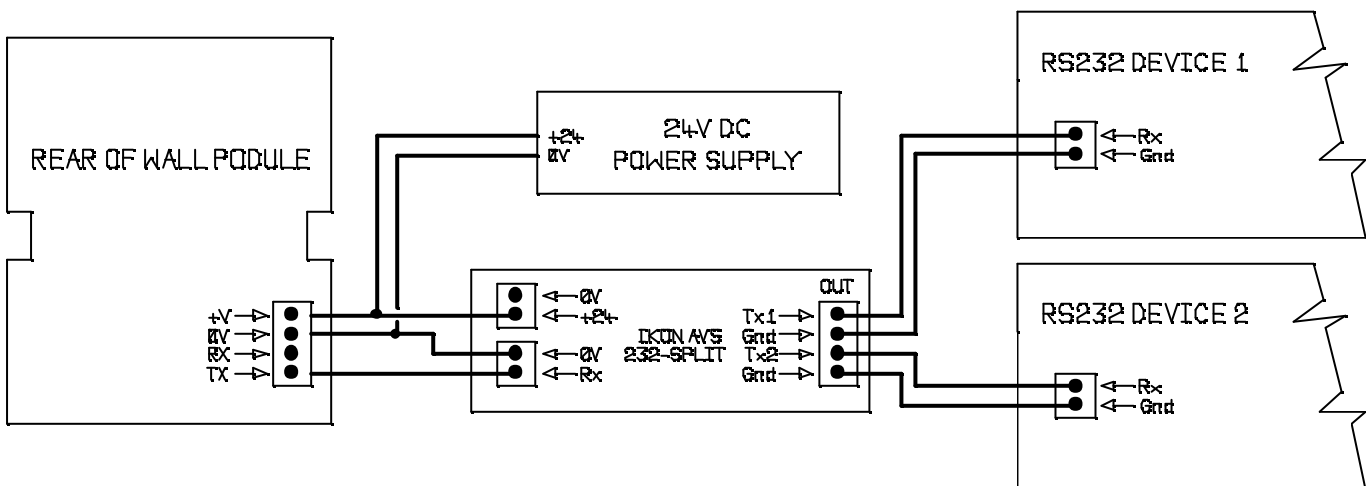 REAR OF WALL PODULE
+V
0V
RX
TX
24V DC
POWER SUPPLY
+24
0V
0V
+24
0V
Rx
IKON AVS
232-SPLIT
OUT
Tx1
Gnd
Tx2
Gnd
RS232 DEVICE 1
Rx
Gnd
RS232 DEVICE 2
Rx
Gnd